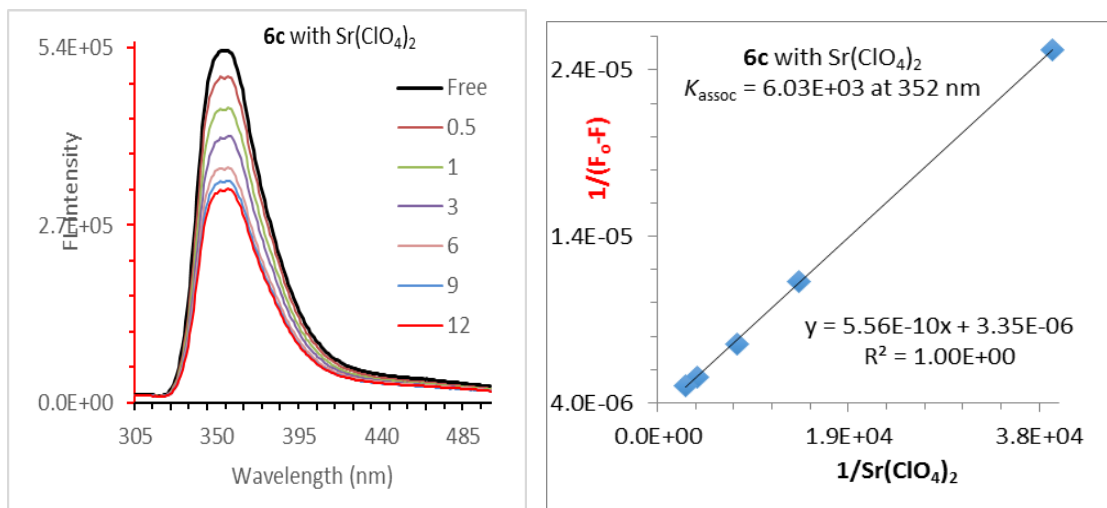 6c with Sr(ClO4)2
5.4E+05
2.7E+05
0.0E+00
FL Intensity
Free
0.5
1
3
6
9
12
305
350
395
440
485
Wavelength (nm)
6c with Sr(ClO4)2
Kassoc = 6.03E+03 at 352 nm
2.4E-05
1.4E-05
4.0E-06
1/(Fo-F)
y = 5.56E-10x + 3.35E-06
R² = 1.00E+00
0.0E+00
1.9E+04
3.8E+04
1/Sr(ClO4)2